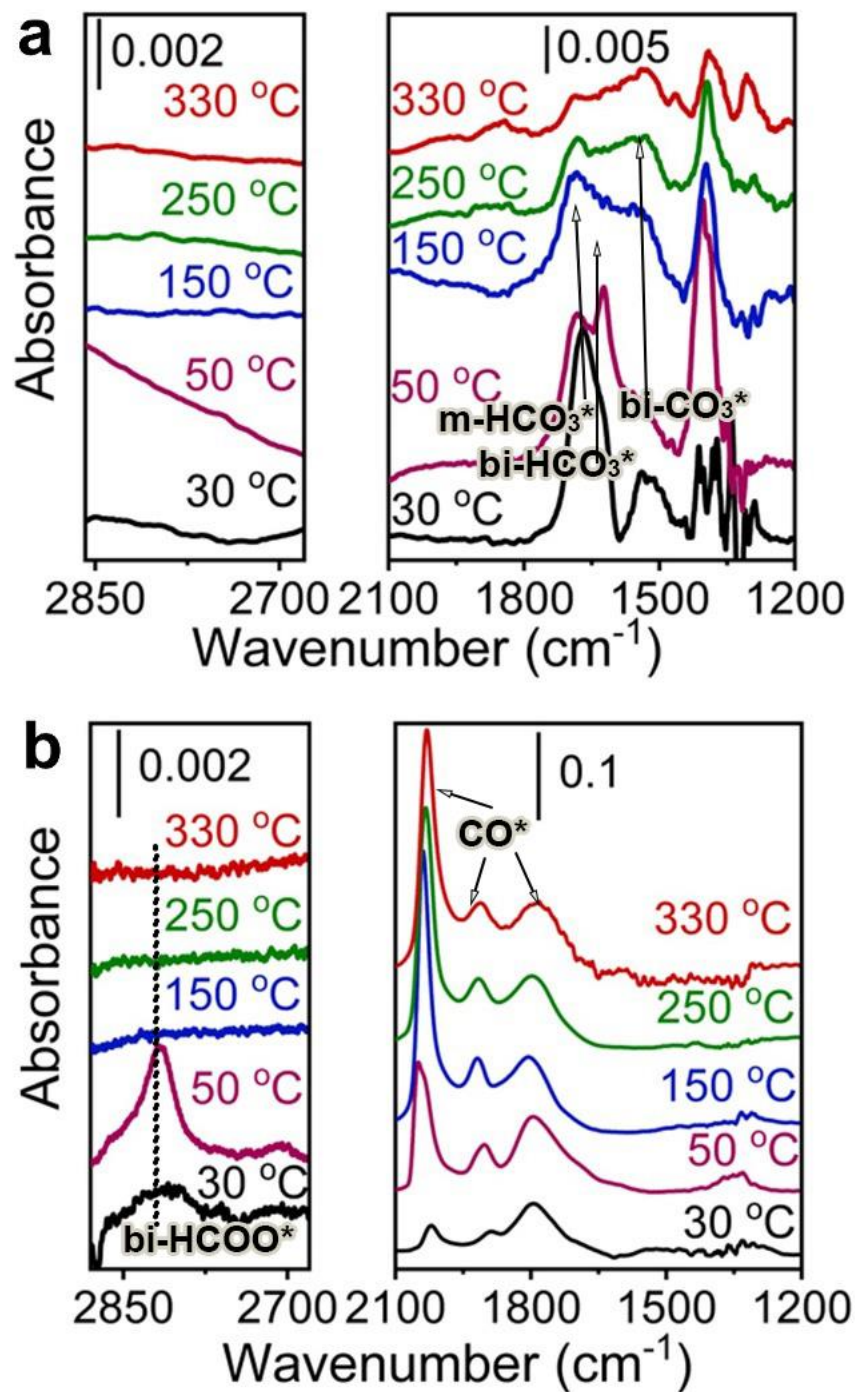 a
0.002
330 °C
250 °C
150 °C
50 °C
30 °C
2850
2700
0.005
330 °C
250 °C
150 °C
50 °C
m-HCO₃*
bi-CO₃*
bi-HCO₃*
30 °C
2100
1800
1500
1200
Absorbance
Wavenumber (cm⁻¹)
b
0.002
330 °C
250 °C
150 °C
50 °C
30 °C
bi-HCOO*
2850
2700
0.1
CO*
330 °C
250 °C
150 °C
50 °C
30 °C
2100
1800
1500
1200
Absorbance
Wavenumber (cm⁻¹)